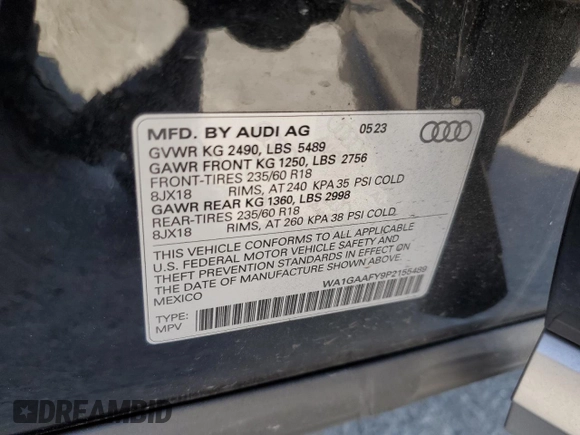 MFD. BY AUDI AG 05.23
GVWR KG 2490, LBS 5489
GAWR FRONT KG 1250, LBS 2756
FRONT-TIRES 235/60 R18
8JX18 RIMS, AT 240 KPA 35 PSI COLD
GAWR REAR KG 1360, LBS 2998
REAR-TIRES 235/60 R18
8JX18 RIMS, AT 260 KPA 38 PSI COLD.
THIS VEHICLE CONFORMS TO ALL APPLICABLE
U.S. FEDERAL MOTOR VEHICLE SAFETY AND
THEFT PREVENTION STANDARDS IN EFFECT ON
THE DATE OF MANUFACTURE SHOWN ABOVE.
MEXICO
WA1GAAFY9P2155489
TYPE:
MPV
DREAMBID